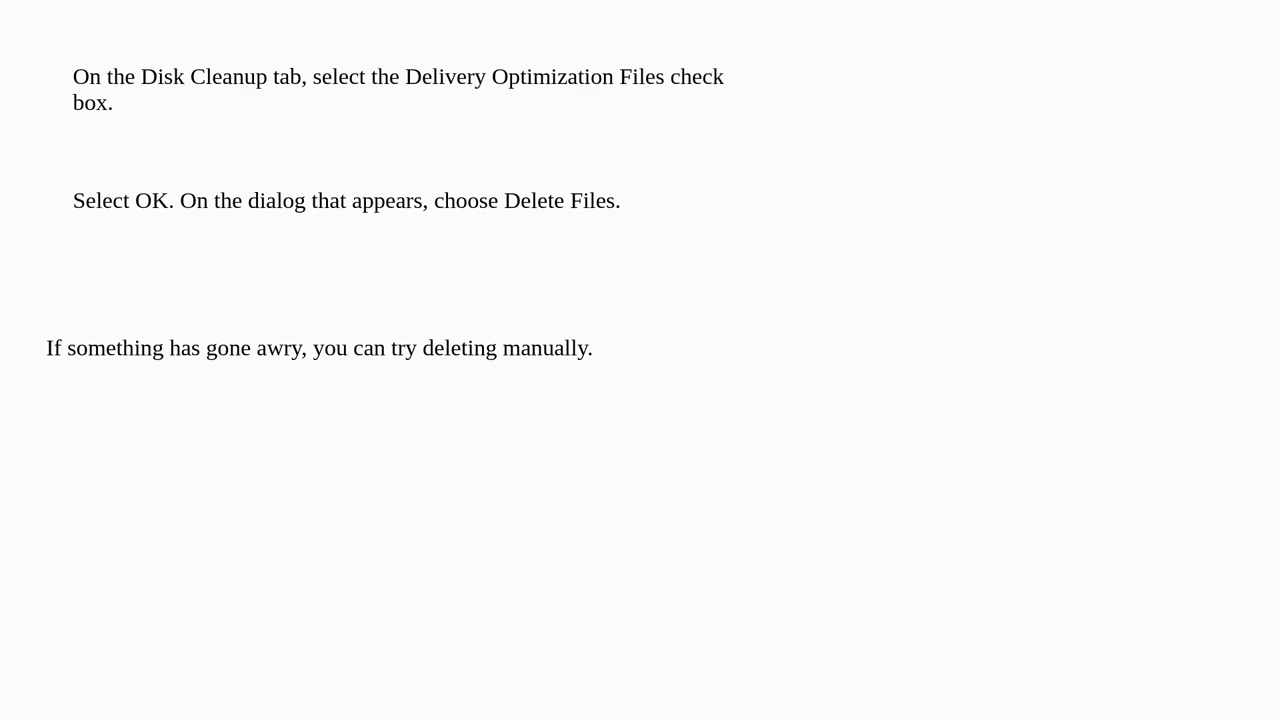 On the Disk Cleanup tab, select the Delivery Optimization Files check
box.
Select OK. On the dialog that appears, choose Delete Files.
If something has gone awry, you can try deleting manually.